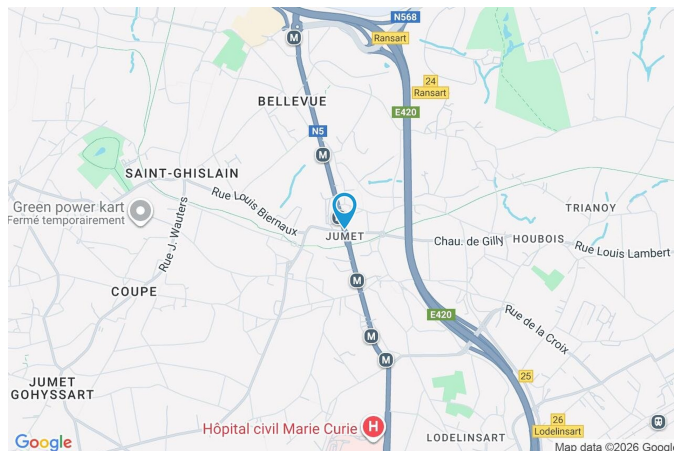 N568
Ransart
M
24
Ransart
BELLEVUE
E420
N5
M
SAINT-GHISLAIN
Green power kart
Fermé temporairement
Rue Louis Biernaux
Rue J. Wauters
TRIANOY
JUMET
Chau. de Gilly
HOUBOIS
Rue Louis Lambert
COUPE
M
E420
Rue de la Croix
M
M
JUMET
GOHYSSART
25
Hôpital civil Marie Curie
H
26
Lodelinsart
LODELINSART
Google
Map data ©2026 Google